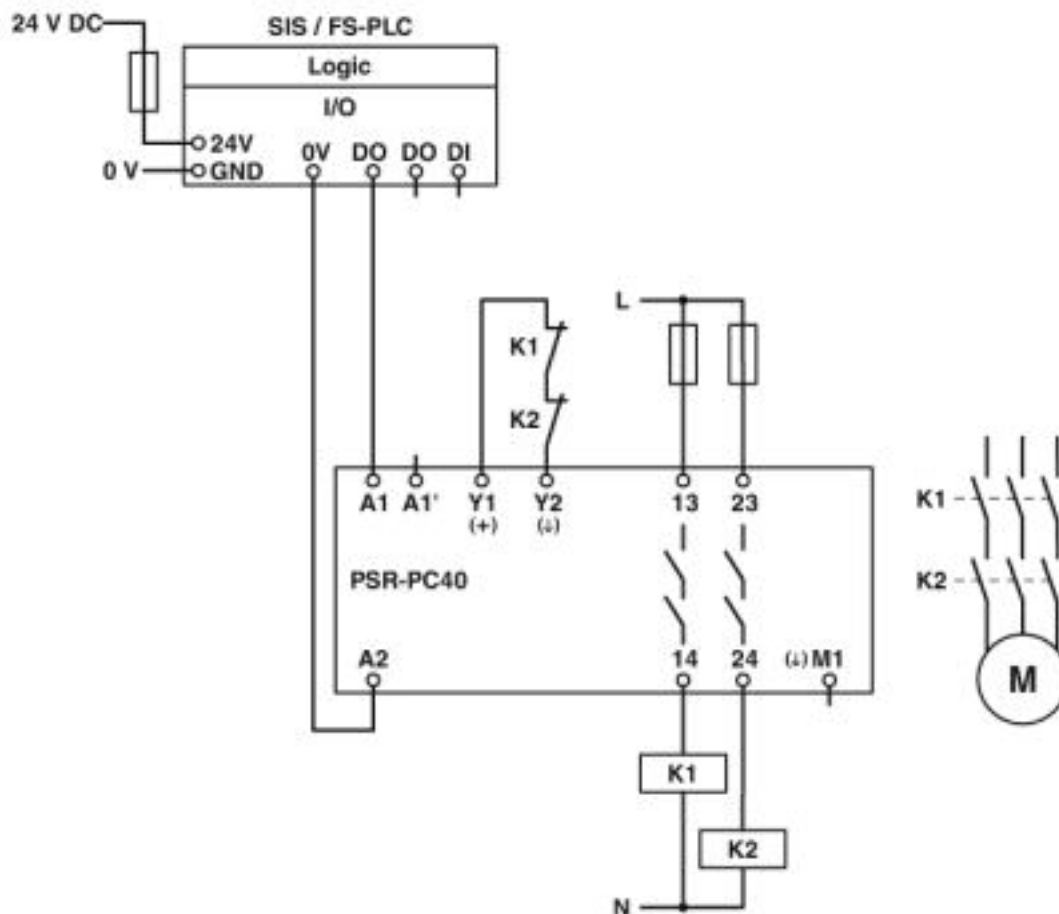 24 V DC
SIS / FS-PLC
Logic
I/O
24V
0V DO DO DI
0 V
GND
L
K1
K2
A1 A1' Y1 Y2 13 23
(+) (↓)
K1
PSR-PC40
K2
A2 14 24 (↓) M1
M
K1
K2
N